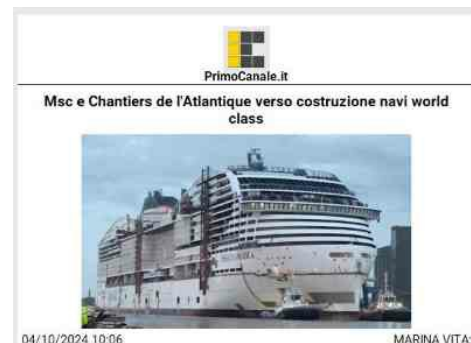 PrimoCanale.it
Msc e Chantiers de l'Atlantique verso costruzione navi world
class
04/10/2024 10:06
MARINA VITA